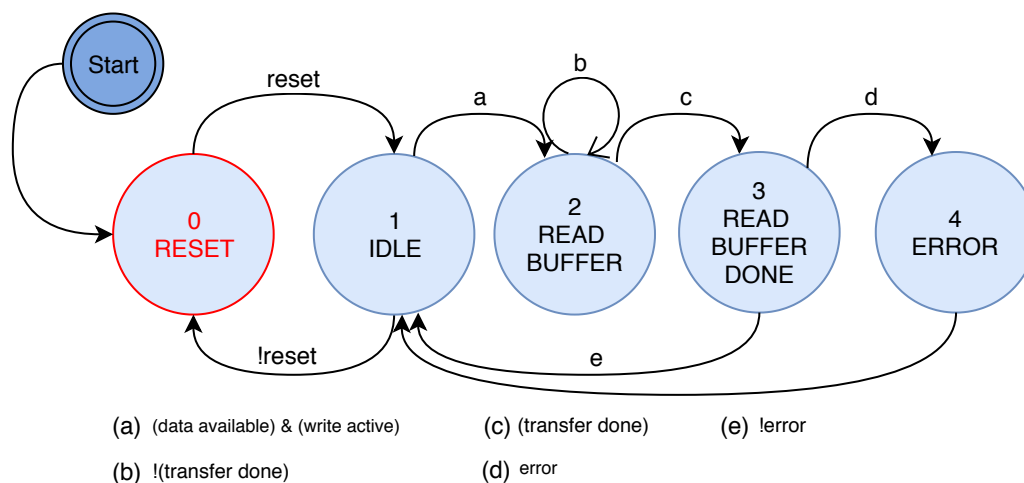 Start
reset
a
b
c
d
0
RESET
1
IDLE
2
READ
BUFFER
3
READ
BUFFER
DONE
4
ERROR
!reset
e
(a) (data available) & (write active)
(c) (transfer done)
(e) !error
(b) !(transfer done)
(d) error